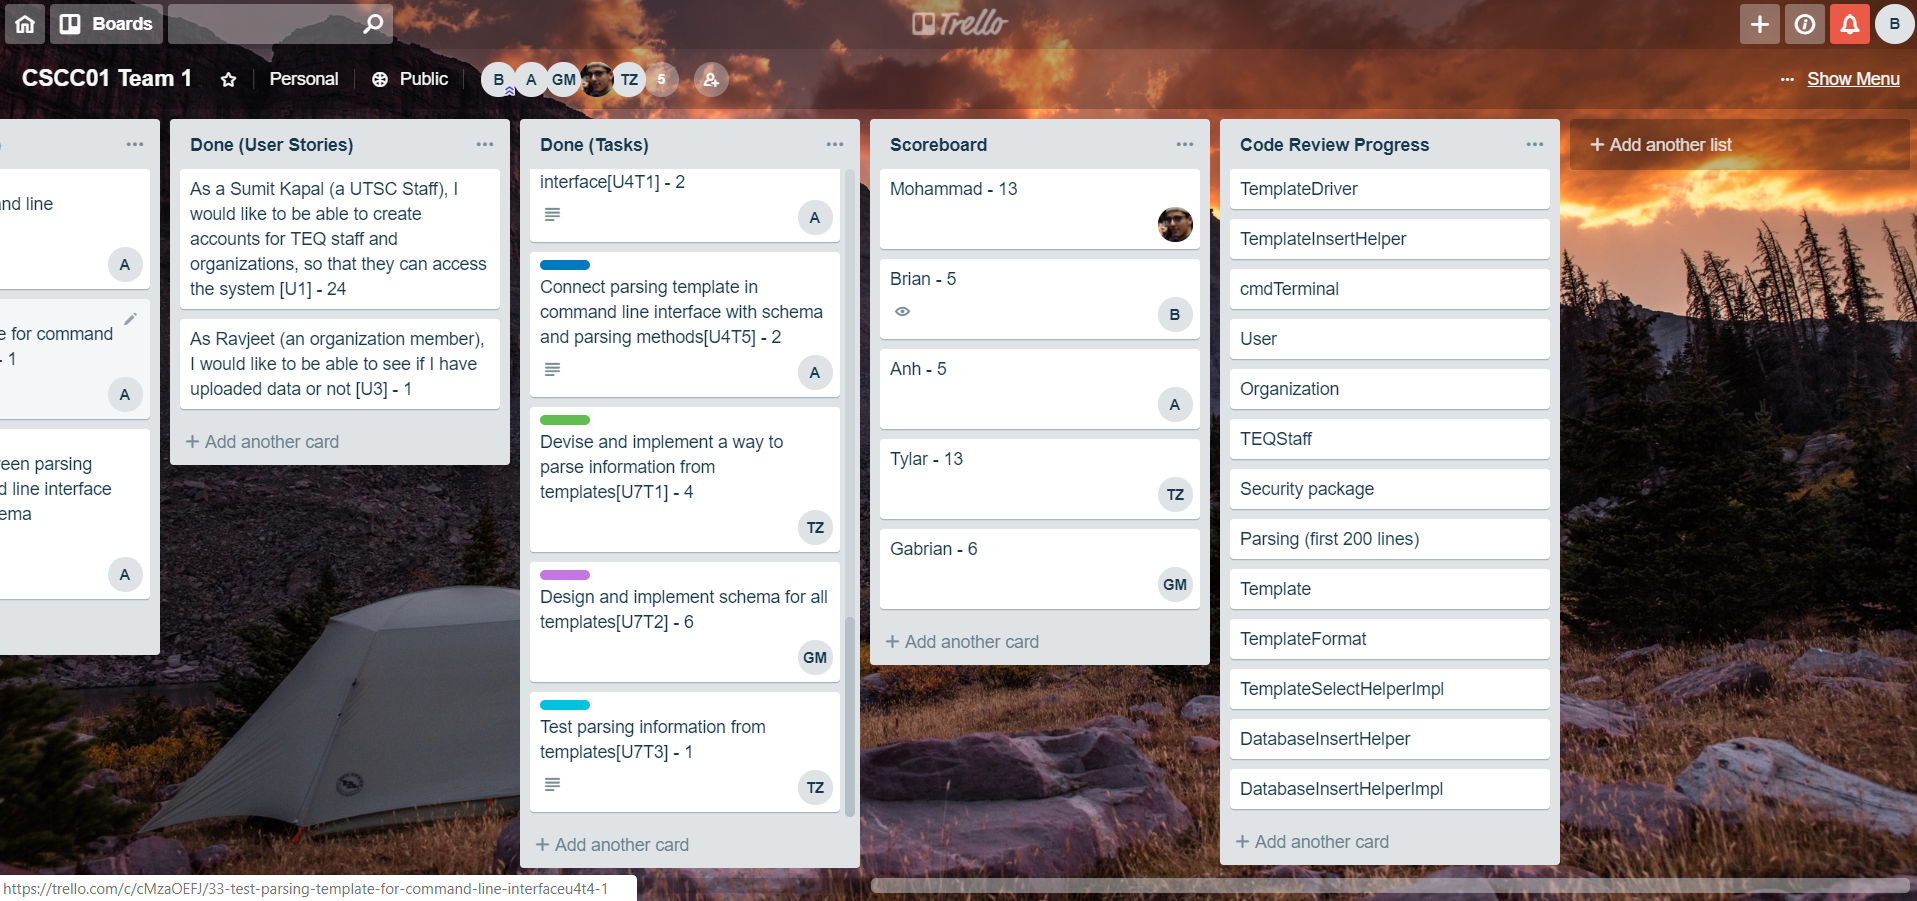 Boards
Trello
B
CSCC01 Team 1
Personal
Public
B
A
GM
TZ
5
... Show Menu
)
nd line
A
e for command
- 1
A
een parsing
d line interface
ema
A
Done (User Stories)
As a Sumit Kapal (a UTSC Staff), I
would like to be able to create
accounts for TEQ staff and
organizations, so that they can access
the system [U1] - 24
As Ravjeet (an organization member),
I would like to be able to see if I have
uploaded data or not [U3] - 1
+ Add another card
Done (Tasks)
interface[U4T1] - 2
A
Connect parsing template in
command line interface with schema
and parsing methods[U4T5] - 2
A
Devise and implement a way to
parse information from
templates[U7T1] - 4
TZ
Design and implement schema for all
templates[U7T2] - 6
GM
Test parsing information from
templates[U7T3] - 1
TZ
+ Add another card
Scoreboard
Mohammad - 13
Brian - 5
B
Anh - 5
A
Tylar - 13
TZ
Gabrian - 6
GM
+ Add another card
Code Review Progress
TemplateDriver
TemplateInsertHelper
cmdTerminal
User
Organization
TEQStaff
Security package
Parsing (first 200 lines)
Template
TemplateFormat
TemplateSelectHelperImpl
DatabaseInsertHelper
DatabaseInsertHelperImpl
+ Add another card
+ Add another list
https://trello.com/c/cMzaOEFJ/33-test-parsing-template-for-command-line-interfaceu4t4-1